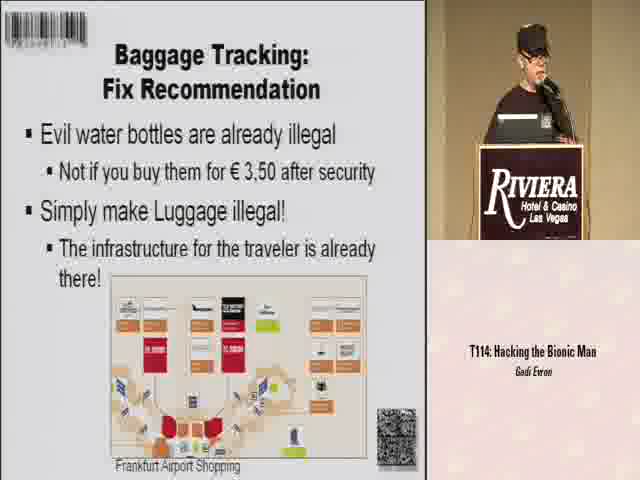 Baggage Tracking:
Fix Recommendation
▪ Evil water bottles are already illegal
▪ Not if you buy them for € 3,50 after security
▪ Simply make Luggage illegal!
▪ The infrastructure for the traveler is already
there!
Frankfurt Airport Shopping
RIVIERA
Hotel & Casino
Las Vegas
T114: Hacking the Bionic Man
Gadi Evron